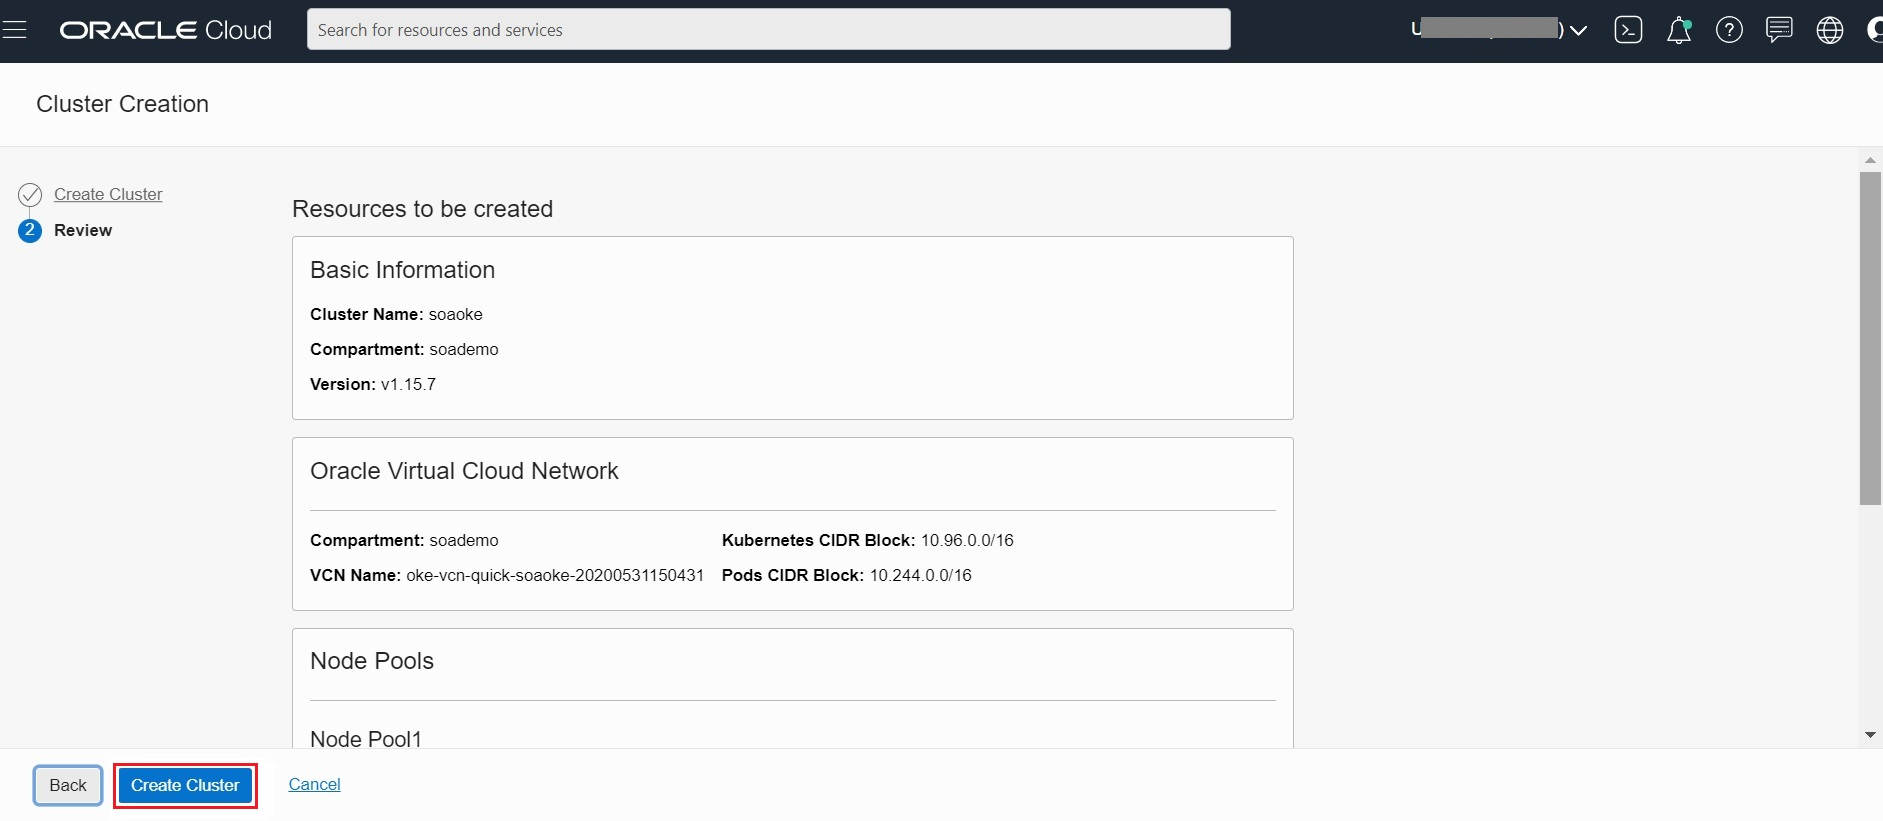 ORACLE Cloud
Search for resources and services
U )
Cluster Creation
Create Cluster
2 Review
Resources to be created
Basic Information
Cluster Name: soaoke
Compartment: soademo
Version: v1.15.7
Oracle Virtual Cloud Network
Compartment: soademo Kubernetes CIDR Block: 10.96.0.0/16
VCN Name: oke-vcn-quick-soaoke-20200531150431 Pods CIDR Block: 10.244.0.0/16
Node Pools
Node Pool1
Back Create Cluster Cancel